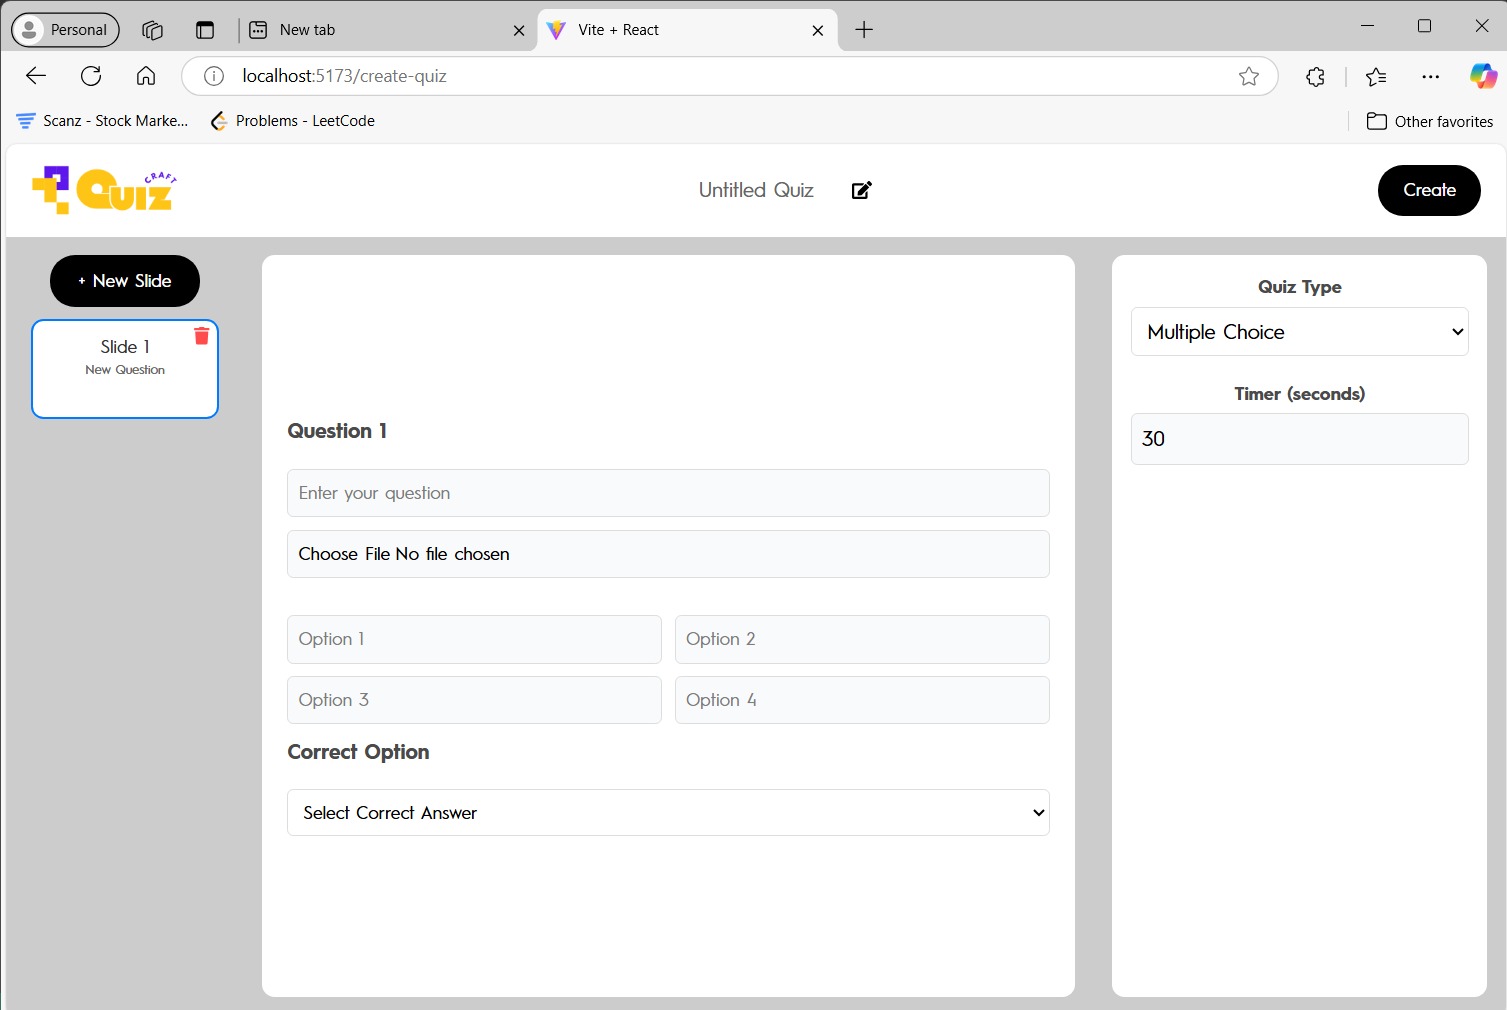 Personal
New tab
Vite + React
localhost:5173/create-quiz
Scanz - Stock Marke...
Problems - LeetCode
Other favorites
QUIZ CRAFT
Untitled Quiz
Create
+ New Slide
Slide 1
New Question
Question 1
Enter your question
Choose File No file chosen
Option 1
Option 2
Option 3
Option 4
Correct Option
Select Correct Answer
Quiz Type
Multiple Choice
Timer (seconds)
30